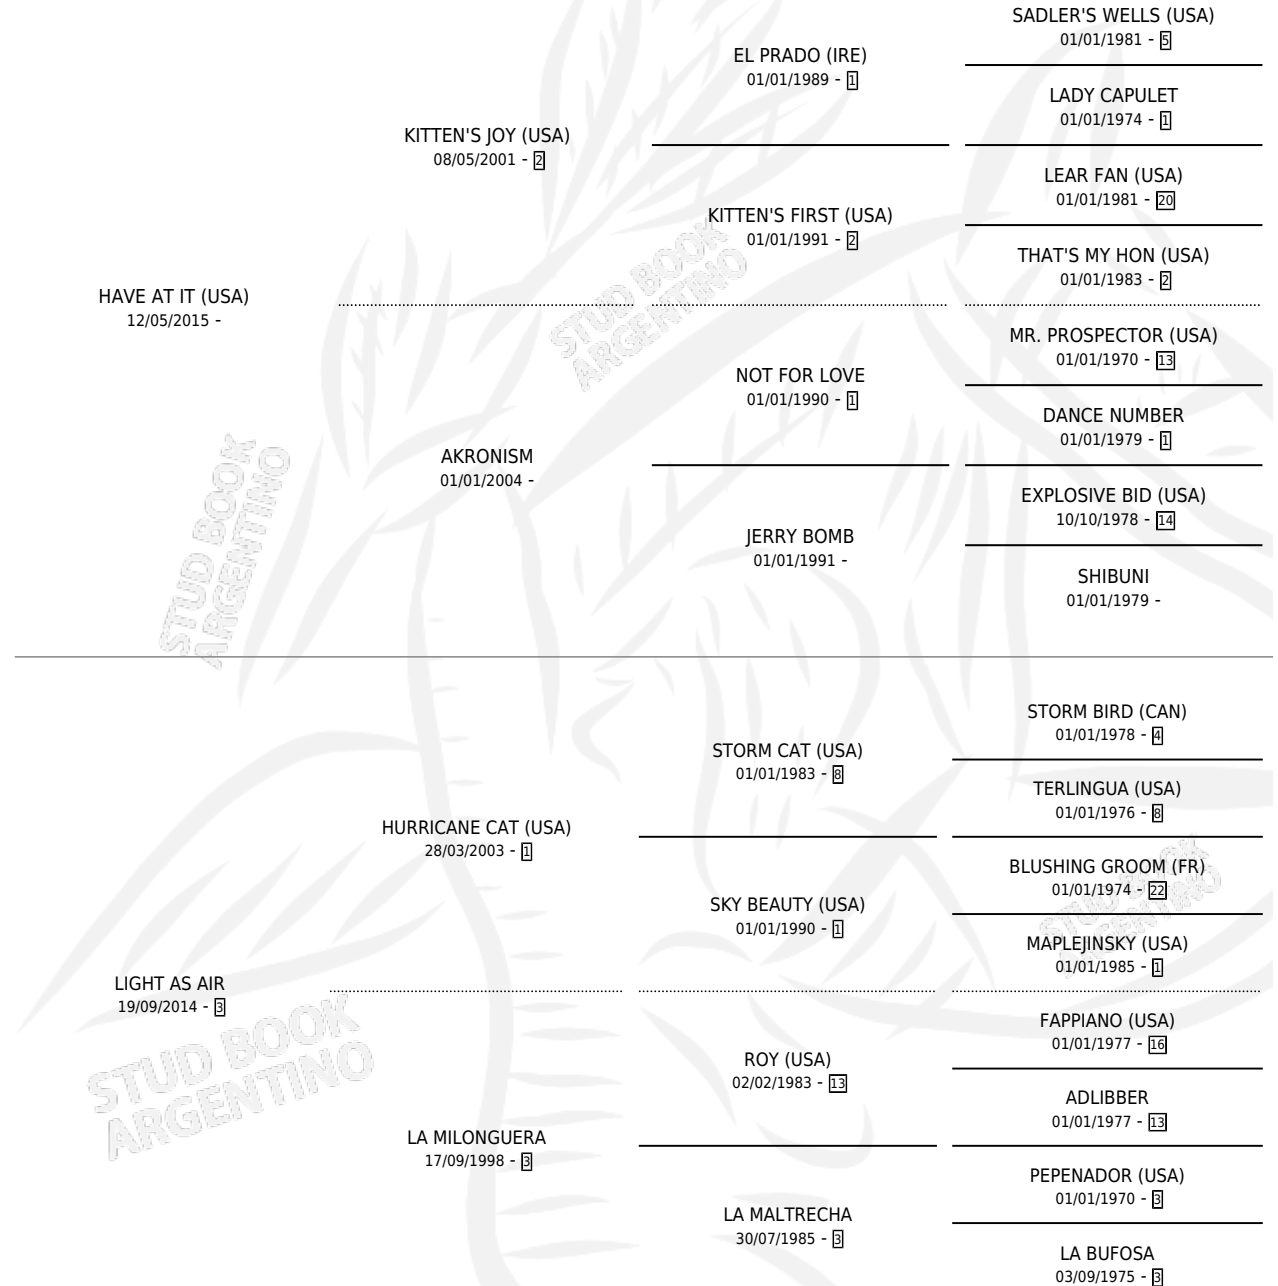 SADLER'S WELLS (USA)
01/01/1981 - 5
EL PRADO (IRE)
01/01/1989 - 1
LADY CAPULET
01/01/1974 - 1
KITTEN'S JOY (USA)
08/05/2001 - 2
LEAR FAN (USA)
01/01/1981 - 20
KITTEN'S FIRST (USA)
01/01/1991 - 2
THAT'S MY HON (USA)
01/01/1983 - 2
HAVE AT IT (USA)
12/05/2015 -
MR. PROSPECTOR (USA)
01/01/1970 - 13
NOT FOR LOVE
01/01/1990 - 1
DANCE NUMBER
01/01/1979 - 1
AKRONISM
01/01/2004 -
EXPLOSIVE BID (USA)
10/10/1978 - 14
JERRY BOMB
01/01/1991 -
SHIBUNI
01/01/1979 -
STUD BOOK
ARGENTINO
STUD BOOK
ARGENTINO
STORM BIRD (CAN)
01/01/1978 - 4
STORM CAT (USA)
01/01/1983 - 8
TERLINGUA (USA)
01/01/1976 - 8
HURRICANE CAT (USA)
28/03/2003 - 1
BLUSHING GROOM (FR)
01/01/1974 - 22
SKY BEAUTY (USA)
01/01/1990 - 1
MAPLEJINSKY (USA)
01/01/1985 - 1
STUD BOOK
ARGENTINO
LIGHT AS AIR
19/09/2014 - 3
FAPPIANO (USA)
01/01/1977 - 16
ROY (USA)
02/02/1983 - 13
ADLIBBER
01/01/1977 - 13
LA MILONGUERA
17/09/1998 - 3
PEPENADOR (USA)
01/01/1970 - 3
LA MALTRECHA
30/07/1985 - 3
LA BUFOSA
03/09/1975 - 3
STUD BOOK
ARGENTINO